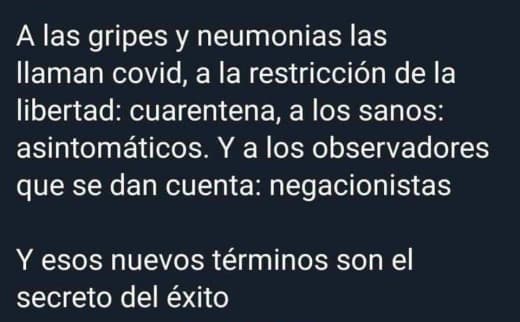 A las gripes y neumonias las
llaman covid, a la restricción de la
libertad: cuarentena, a los sanos:
asintomáticos. Y a los observadores
que se dan cuenta: negacionistas
Y esos nuevos términos son el
secreto del éxito